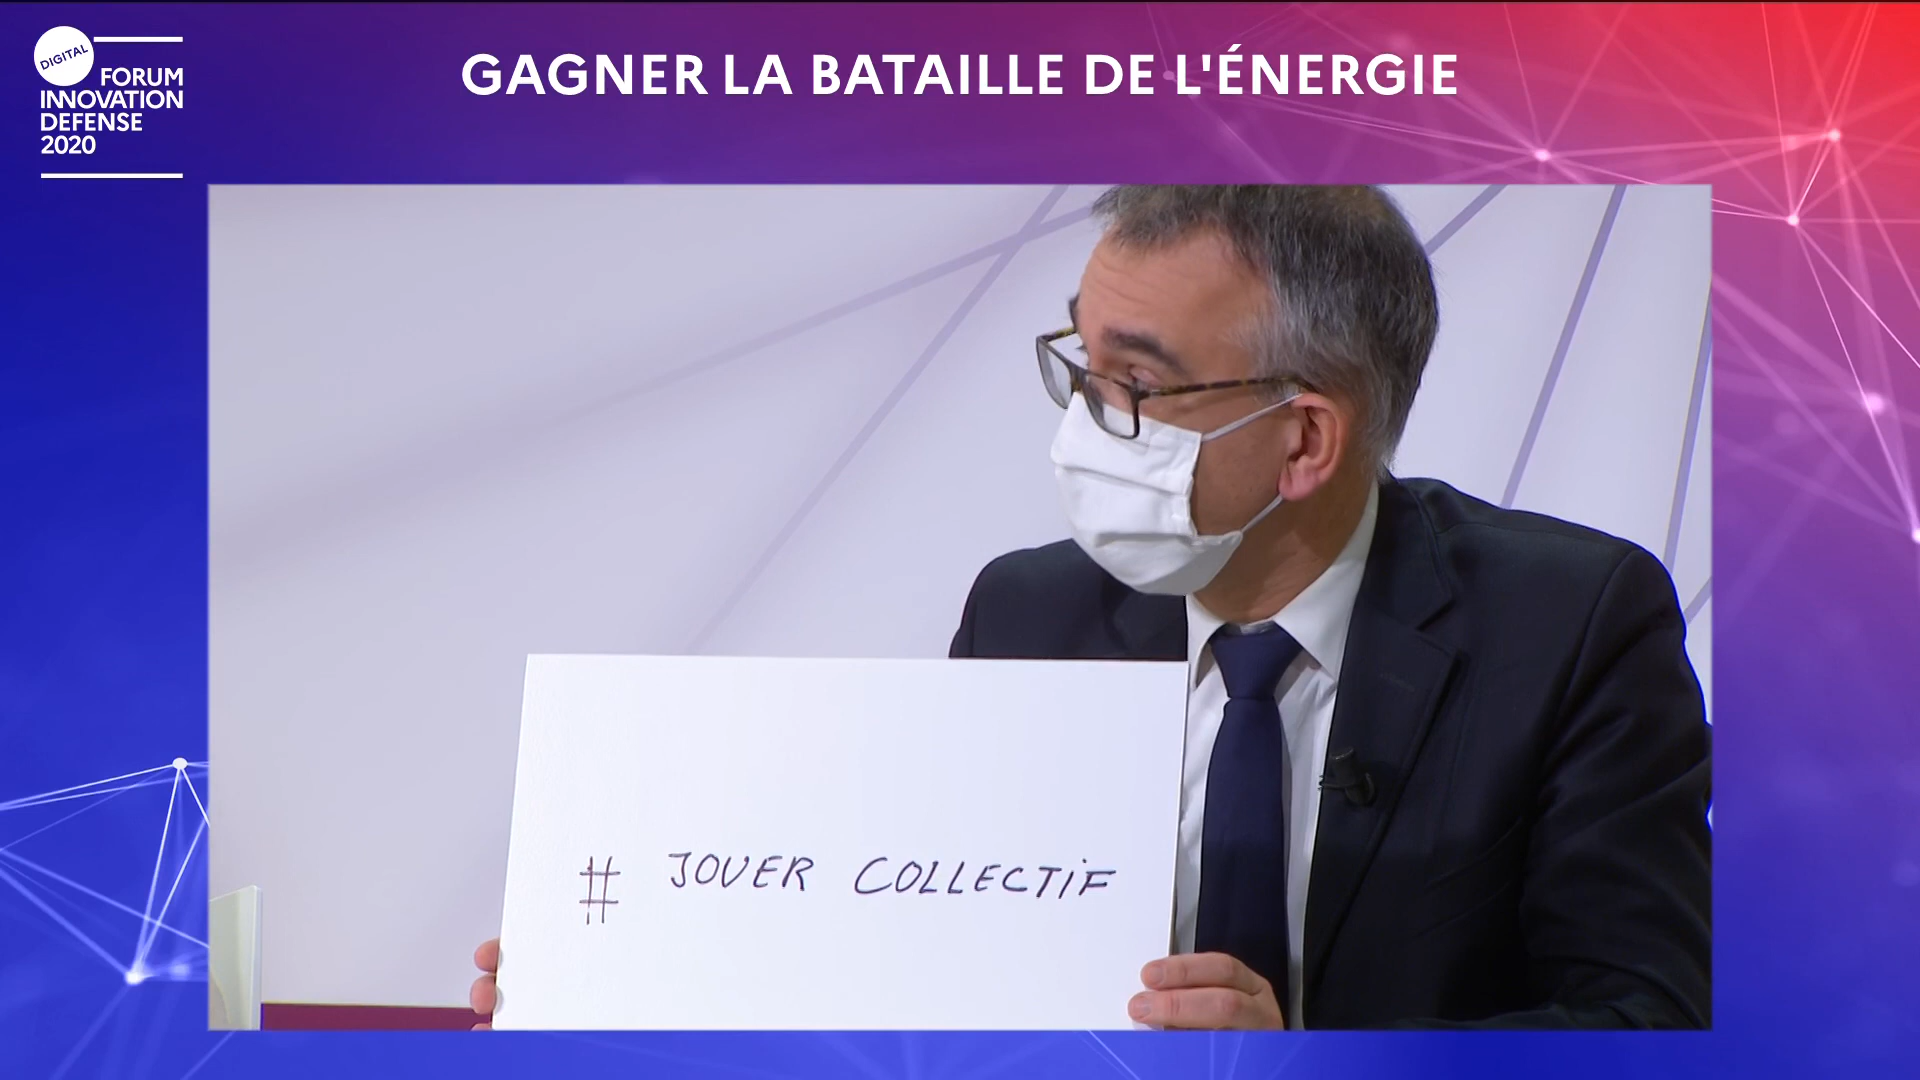 DIGITAL
FORUM
INNOVATION
DEFENSE
2020
GAGNER LA BATAILLE DE L'ÉNERGIE
# JOUER COLLECTIF